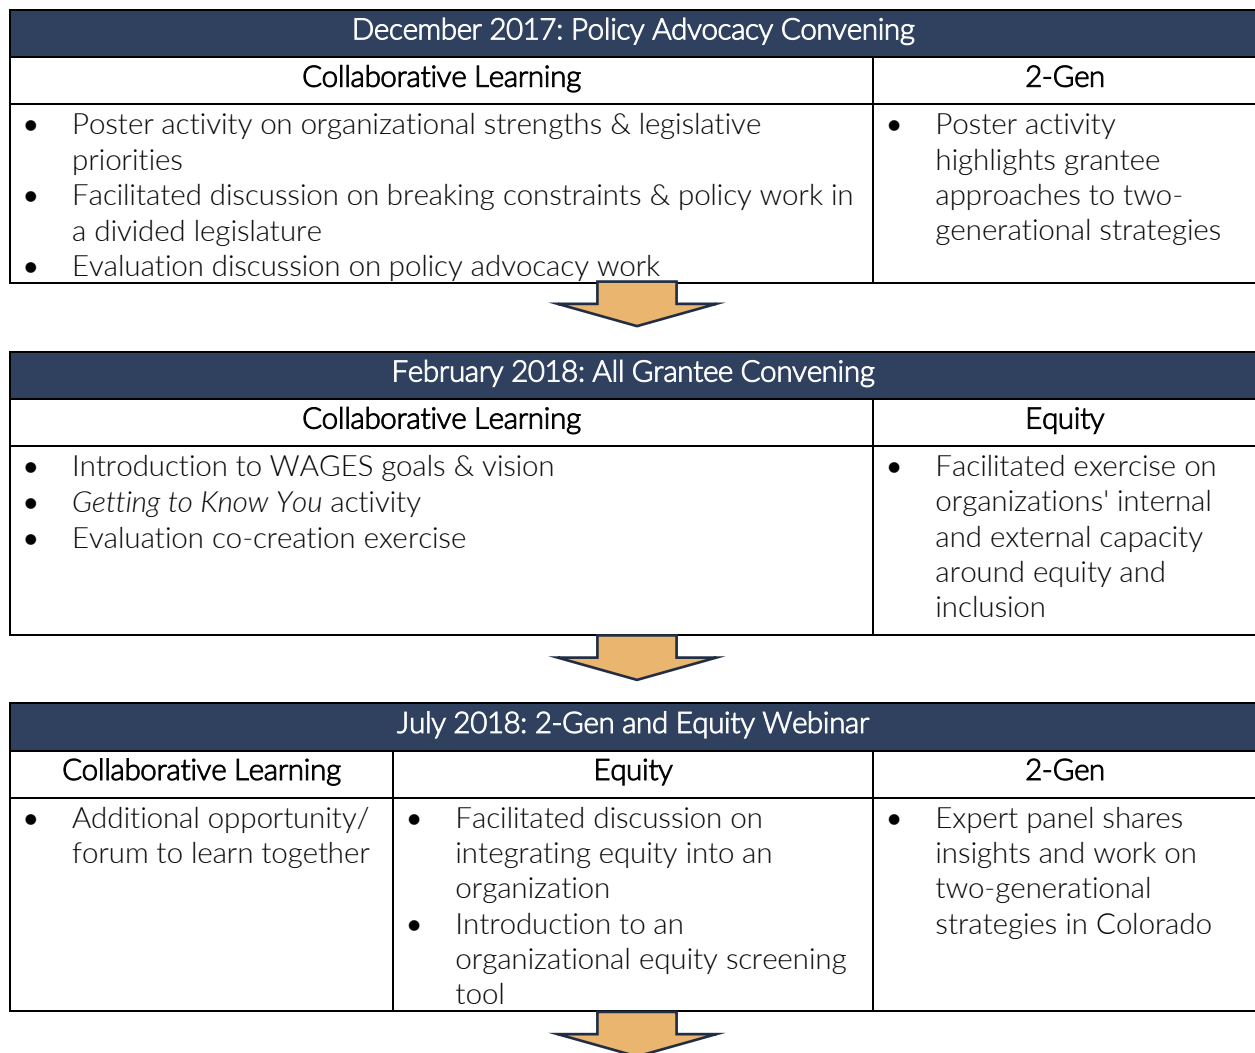 December 2017: Policy Advocacy Convening
Collaborative Learning
2-Gen
• Poster activity on organizational strengths & legislative
priorities
• Facilitated discussion on breaking constraints & policy work in
a divided legislature
• Evaluation discussion on policy advocacy work
• Poster activity
highlights grantee
approaches to two-
generational strategies
February 2018: All Grantee Convening
Collaborative Learning
Equity
• Introduction to WAGES goals & vision
• Getting to Know You activity
• Evaluation co-creation exercise
• Facilitated exercise on
organizations' internal
and external capacity
around equity and
inclusion
July 2018: 2-Gen and Equity Webinar
Collaborative Learning
Equity
2-Gen
• Additional opportunity/
forum to learn together
• Facilitated discussion on
integrating equity into an
organization
• Introduction to an
organizational equity screening
tool
• Expert panel shares
insights and work on
two-generational
strategies in Colorado